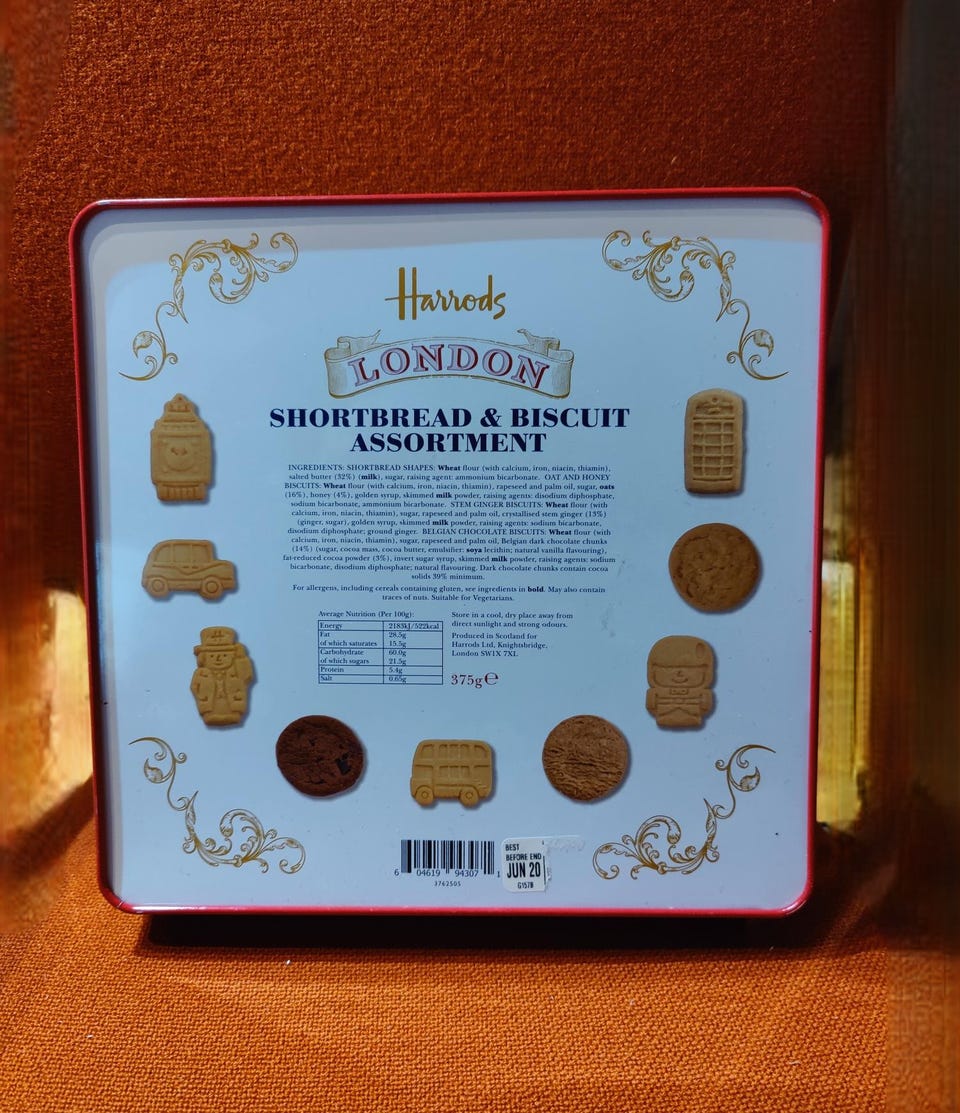 Harrods
LONDON
SHORTBREAD & BISCUIT
ASSORTMENT
INGREDIENTS: SHORTBREAD SHAPES: Wheat flour (with calcium, iron, niacin, thiamin),
salted butter (32%) (milk), sugar, raising agent: ammonium bicarbonate. OAT AND HONEY
BISCUITS: Wheat flour (with calcium, iron, niacin, thiamin), rapeseed and palm oil, sugar, oats
(16%), honey (4%), golden syrup, skimmed milk powder, raising agents: disodium diphosphate,
sodium bicarbonate, ammonium bicarbonate. STEM GINGER BISCUITS: Wheat flour (with
calcium, iron, niacin, thiamin), sugar, rapeseed and palm oil, crystallised stem ginger (13%)
(ginger, sugar), golden syrup, skimmed milk powder, raising agents: sodium bicarbonate,
disodium diphosphate; ground ginger. BELGIAN CHOCOLATE BISCUITS: Wheat flour (with
calcium, iron, niacin, thiamin), sugar, rapeseed and palm oil, Belgian dark chocolate chunks
(14%) (sugar, cocoa mass, cocoa butter, emulsifier: soya lecithin; natural vanilla flavouring),
fat-reduced cocoa powder (3%), invert sugar syrup, skimmed milk powder, raising agents: sodium
bicarbonate, disodium diphosphate; natural flavouring. Dark chocolate chunks contain cocoa
solids 39% minimum.
For allergens, including cereals containing gluten, see ingredients in bold. May also contain
traces of nuts. Suitable for Vegetarians.
Average Nutrition (Per 100g):
Energy 2183kJ/522kcal
Fat 28.5g
of which saturates 15.5g
Carbohydrate 60.0g
of which sugars 21.5g
Protein 5.4g
Salt 0.65g
Store in a cool, dry place away from
direct sunlight and strong odours.
Produced in Scotland for
Harrods Ltd, Knightsbridge,
London SW1X 7XL
375g℮
6 04619 94307 1
3762505
BEST
BEFORE END
JUN 20
G157B